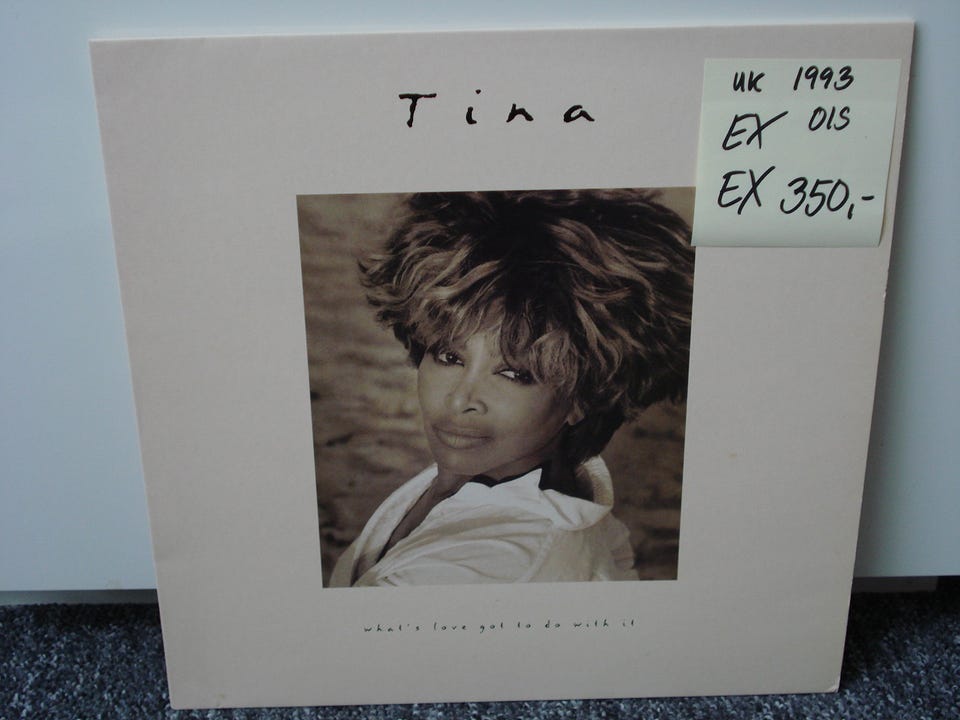 Tina
UK 1993
EX OIS
EX 350,-
what's love got to do with it